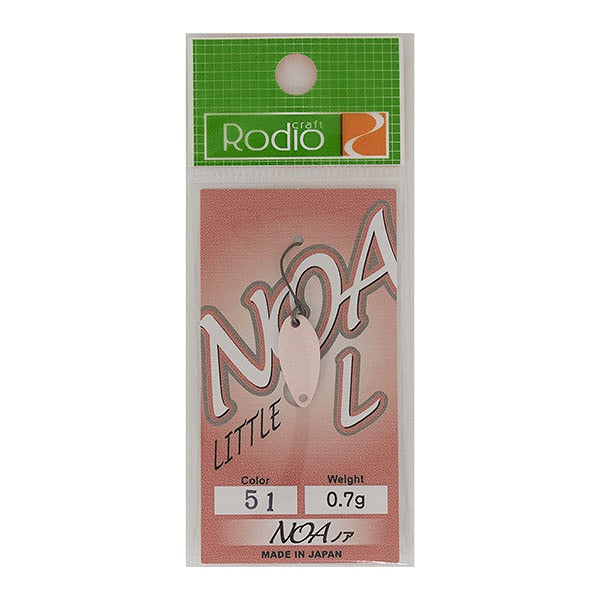 craft
Rodio
NOA
LITTLE L
Color Weight
51 0.7g
NOA ノア
MADE IN JAPAN